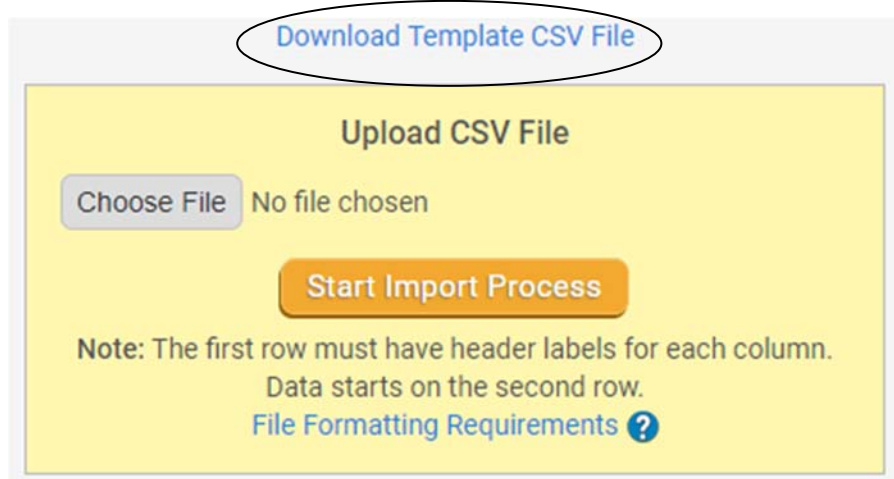 Download Template CSV File
Upload CSV File
Choose File No file chosen
Start Import Process
Note: The first row must have header labels for each column.
Data starts on the second row.
File Formatting Requirements ?